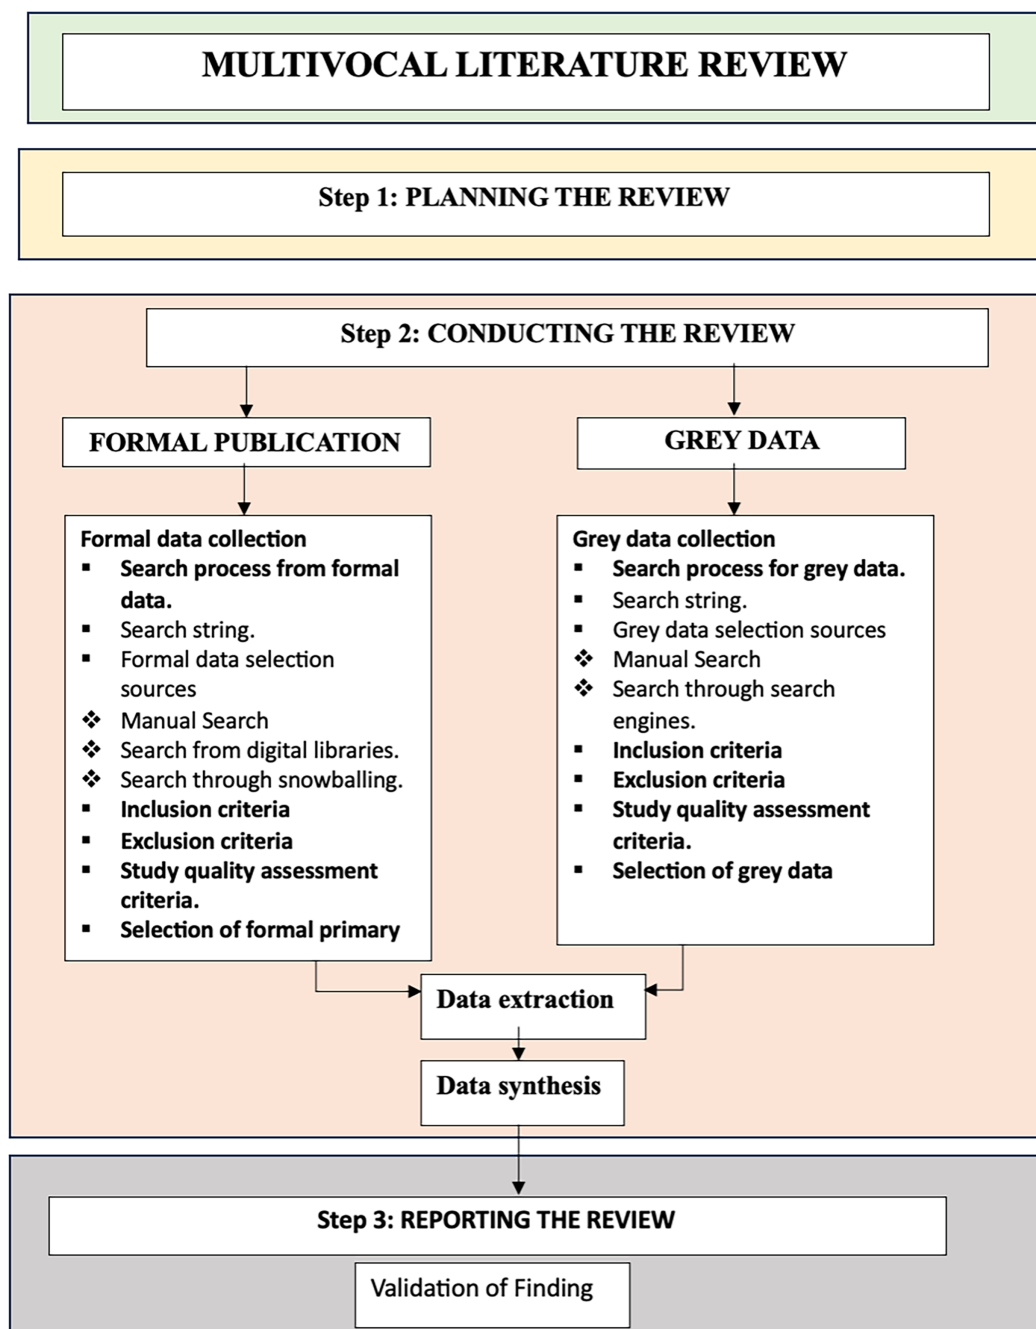 MULTIVOCAL LITERATURE REVIEW
Step 1: PLANNING THE REVIEW
Step 2: CONDUCTING THE REVIEW
FORMAL PUBLICATION
GREY DATA
Formal data collection
▪ Search process from formal
data.
▪ Search string.
▪ Formal data selection
sources
❖ Manual Search
❖ Search from digital libraries.
❖ Search through snowballing.
▪ Inclusion criteria
▪ Exclusion criteria
▪ Study quality assessment
criteria.
▪ Selection of formal primary
Grey data collection
▪ Search process for grey data.
▪ Search string.
▪ Grey data selection sources
❖ Manual Search
❖ Search through search
engines.
▪ Inclusion criteria
▪ Exclusion criteria
▪ Study quality assessment
criteria.
▪ Selection of grey data
Data extraction
Data synthesis
Step 3: REPORTING THE REVIEW
Validation of Finding